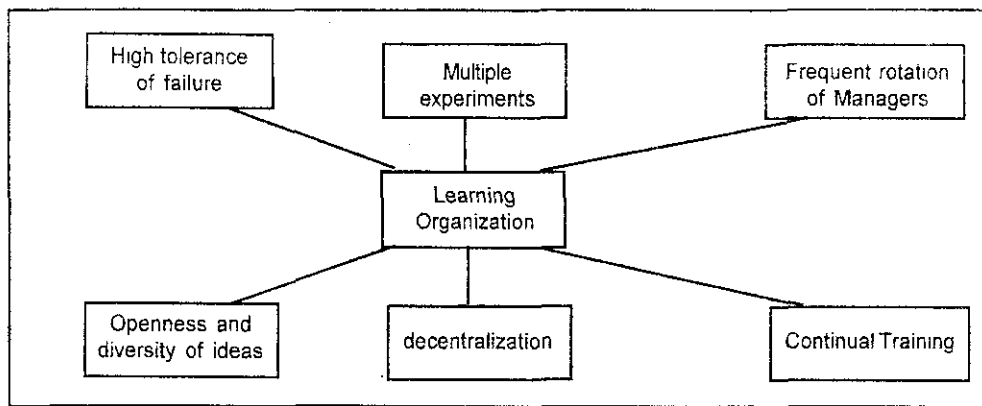 High tolerance
of failure
Multiple
experiments
Frequent rotation
of Managers
Learning
Organization
Openness and
diversity of ideas
decentralization
Continual Training